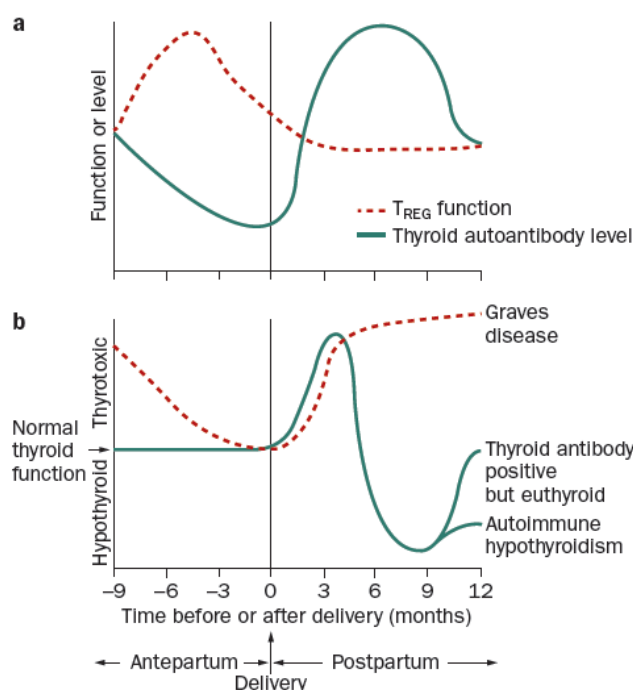 a
Function or level
T_REG function
Thyroid autoantibody level
b
Graves
disease
Thyrotoxic
Normal
thyroid
function
Hypothyroid
Thyroid antibody
positive
but euthyroid
Autoimmune
hypothyroidism
–9 –6 –3 0 3 6 9 12
Time before or after delivery (months)
Antepartum Postpartum
Delivery